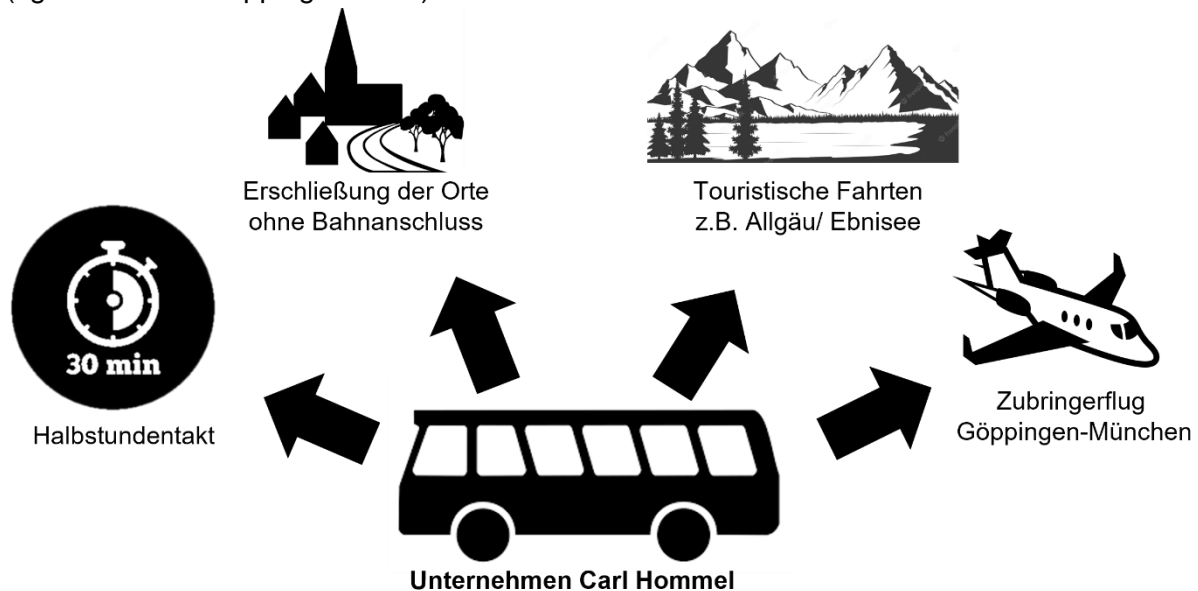 Erschließung der Orte
ohne Bahnanschluss
Touristische Fahrten
z.B. Allgäu/ Ebnisee
30 min
Halbstundentakt
Zubringerflug
Göppingen-München
Unternehmen Carl Hommel